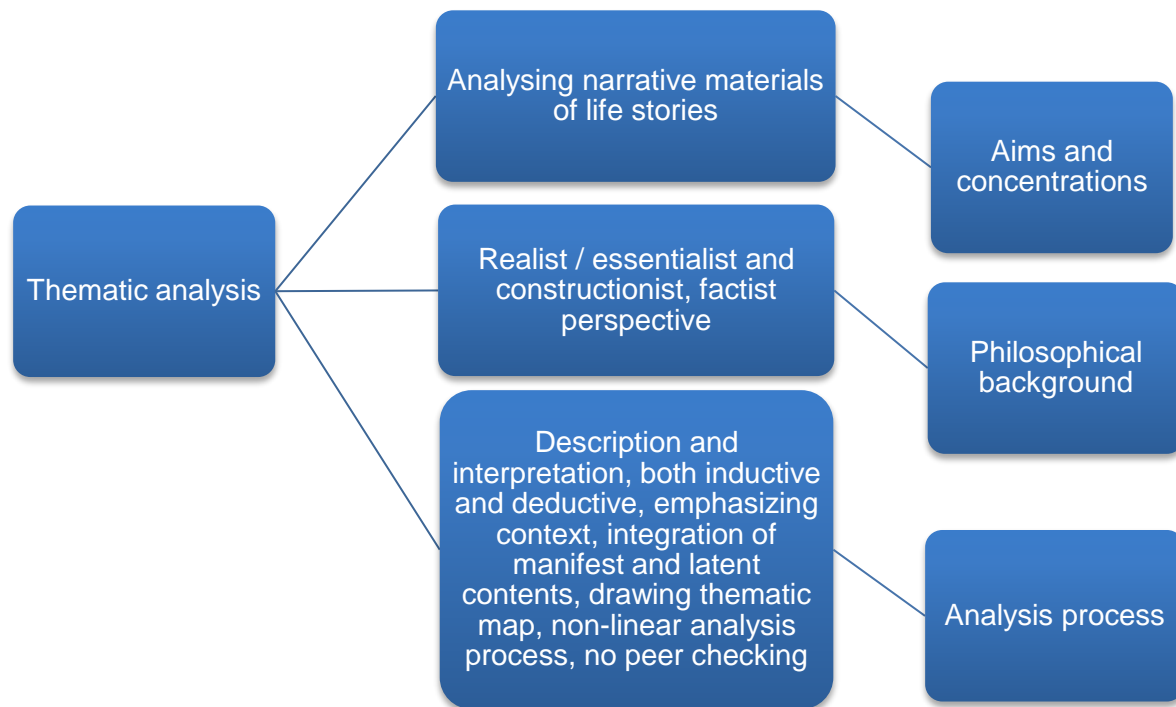 Thematic analysis
Analysing narrative materials
of life stories
Aims and
concentrations
Realist / essentialist and
constructionist, factist
perspective
Philosophical
background
Description and
interpretation, both inductive
and deductive, emphasizing
context, integration of
manifest and latent
contents, drawing thematic
map, non-linear analysis
process, no peer checking
Analysis process